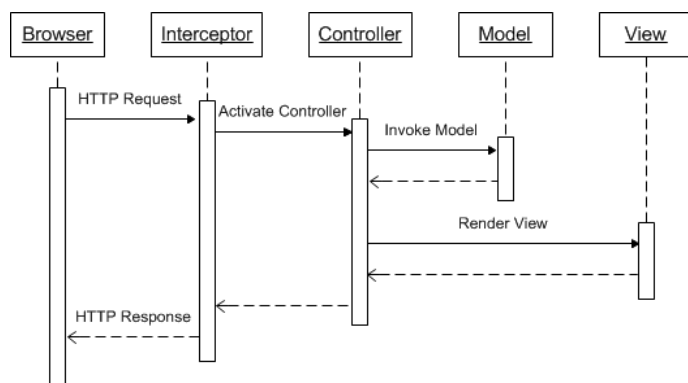 Browser
Interceptor
Controller
Model
View
HTTP Request
Activate Controller
Invoke Model
Render View
HTTP Response